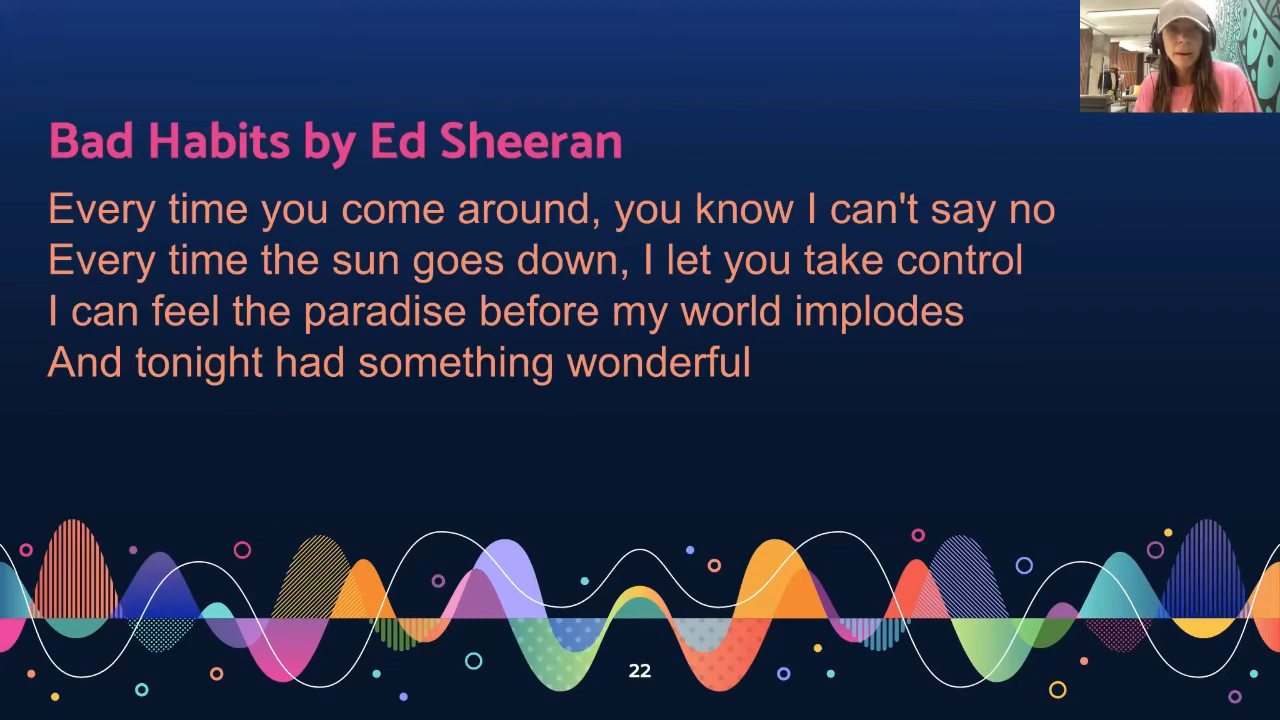 Bad Habits by Ed Sheeran
Every time you come around, you know I can't say no
Every time the sun goes down, I let you take control
I can feel the paradise before my world implodes
And tonight had something wonderful
22